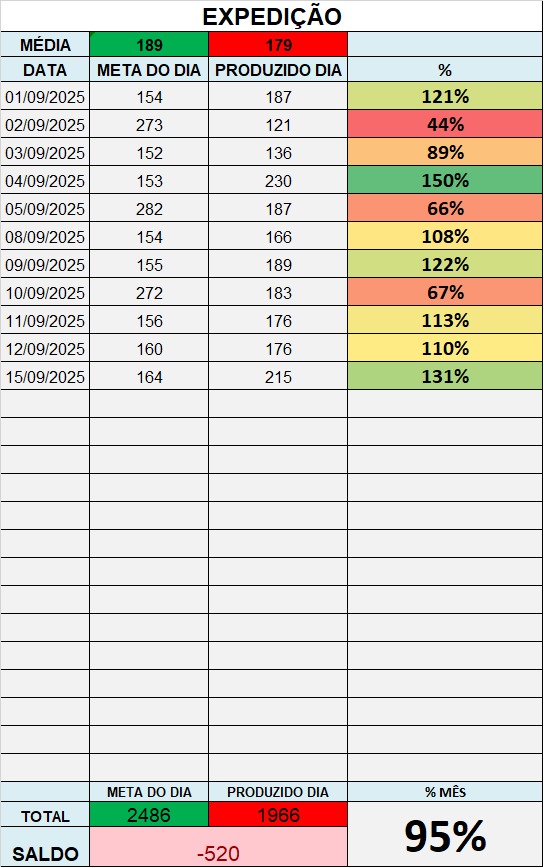 EXPEDIÇÃO
MÉDIA 189 179
DATA META DO DIA PRODUZIDO DIA %
01/09/2025 154 187 121%
02/09/2025 273 121 44%
03/09/2025 152 136 89%
04/09/2025 153 230 150%
05/09/2025 282 187 66%
08/09/2025 154 166 108%
09/09/2025 155 189 122%
10/09/2025 272 183 67%
11/09/2025 156 176 113%
12/09/2025 160 176 110%
15/09/2025 164 215 131%
META DO DIA PRODUZIDO DIA % MÊS
TOTAL 2486 1966 95%
SALDO -520